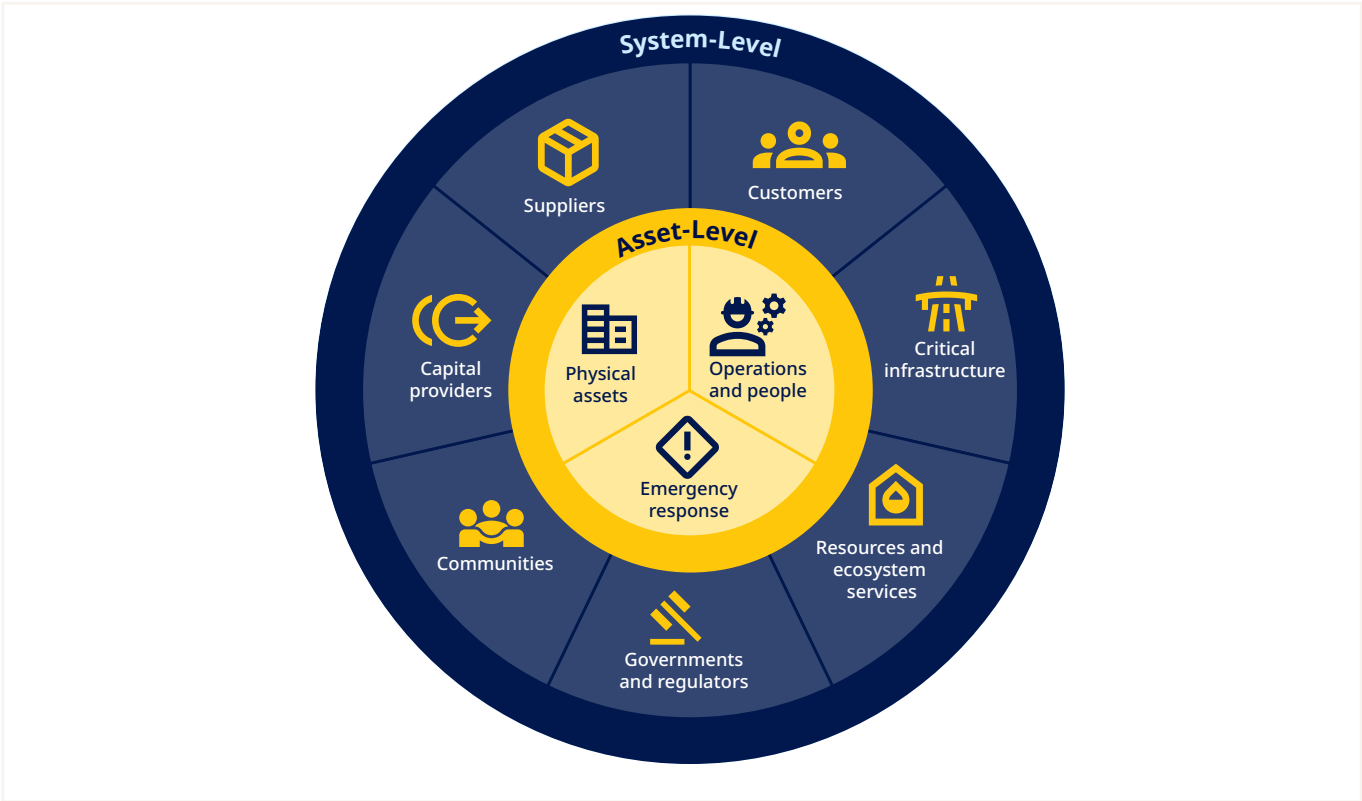 System-Level
Suppliers
Customers
Asset-Level
Capital
providers
Physical
assets
Operations
and people
Critical
infrastructure
Emergency
response
Communities
Resources and
ecosystem
services
Governments
and regulators